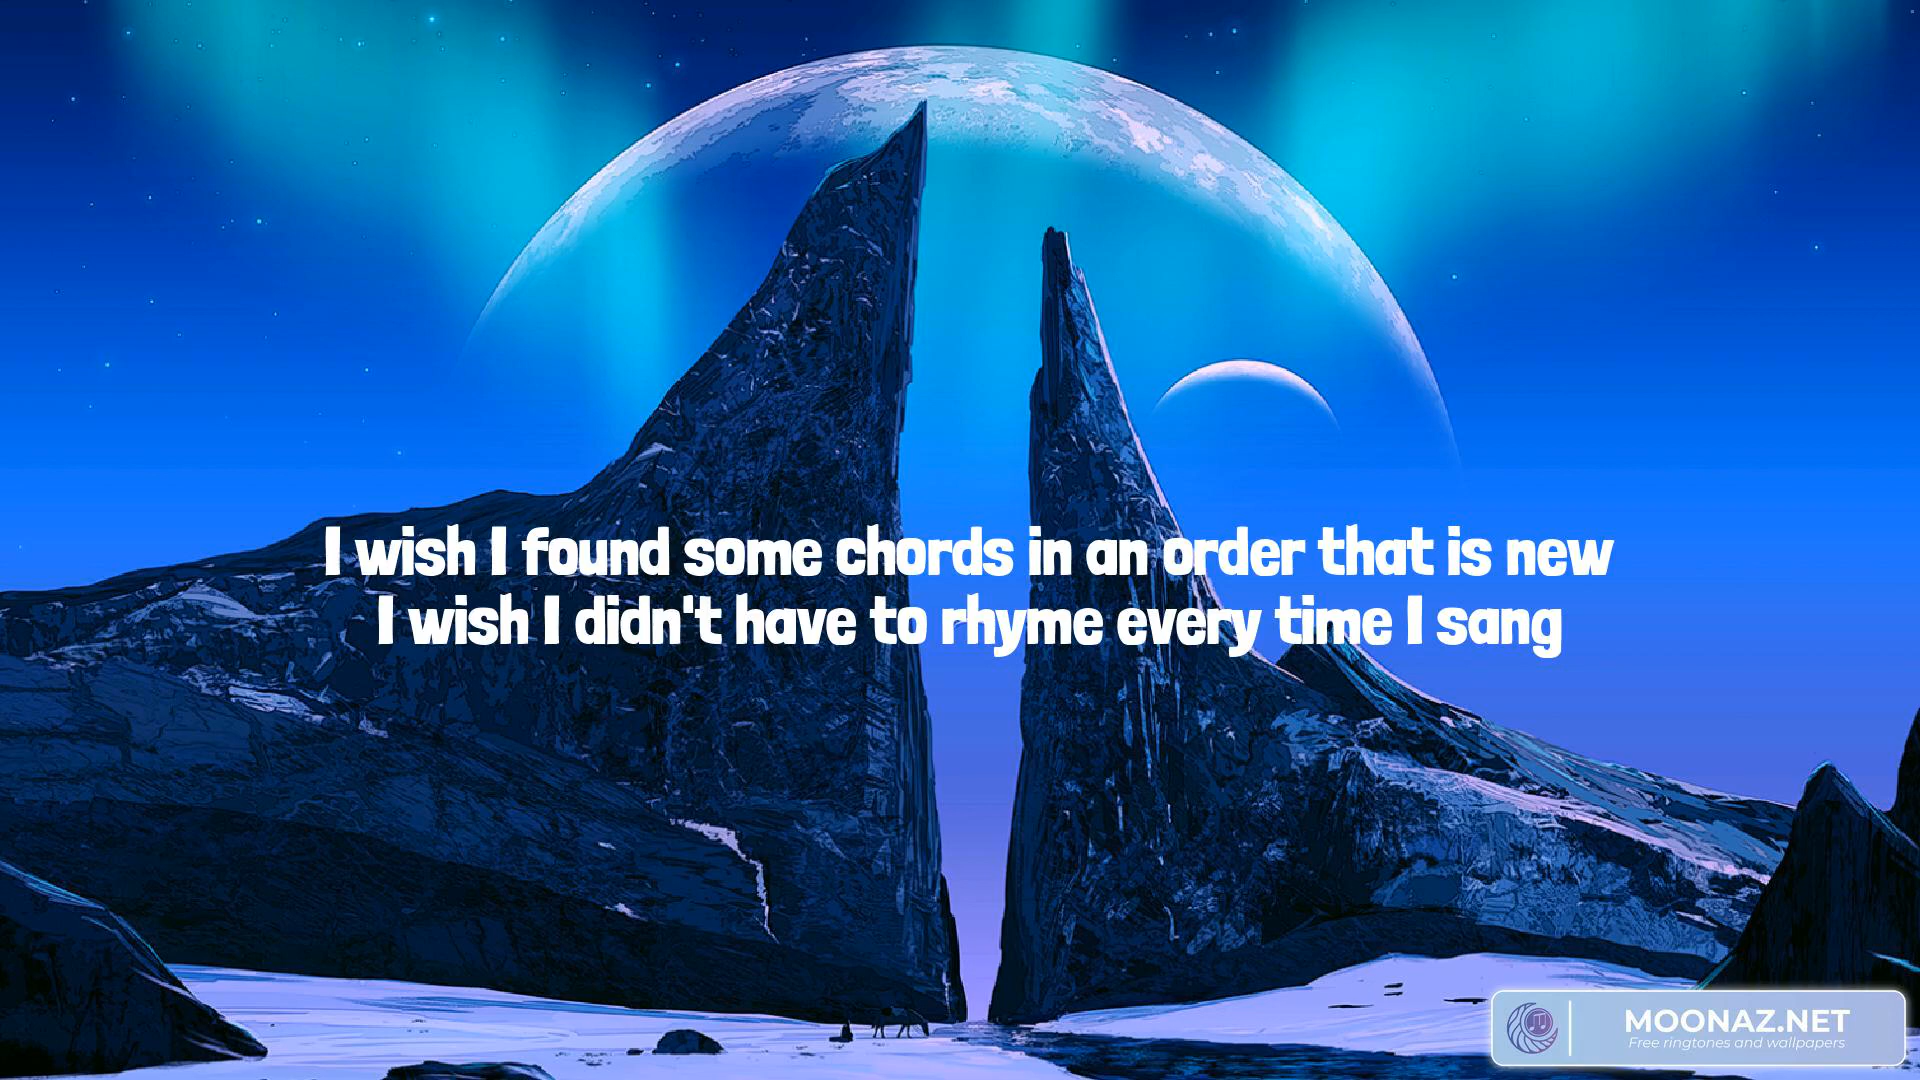 I wish I found some chords in an order that is new
I wish I didn't have to rhyme every time I sang
MOONAZ.NET
Free ringtones and wallpapers